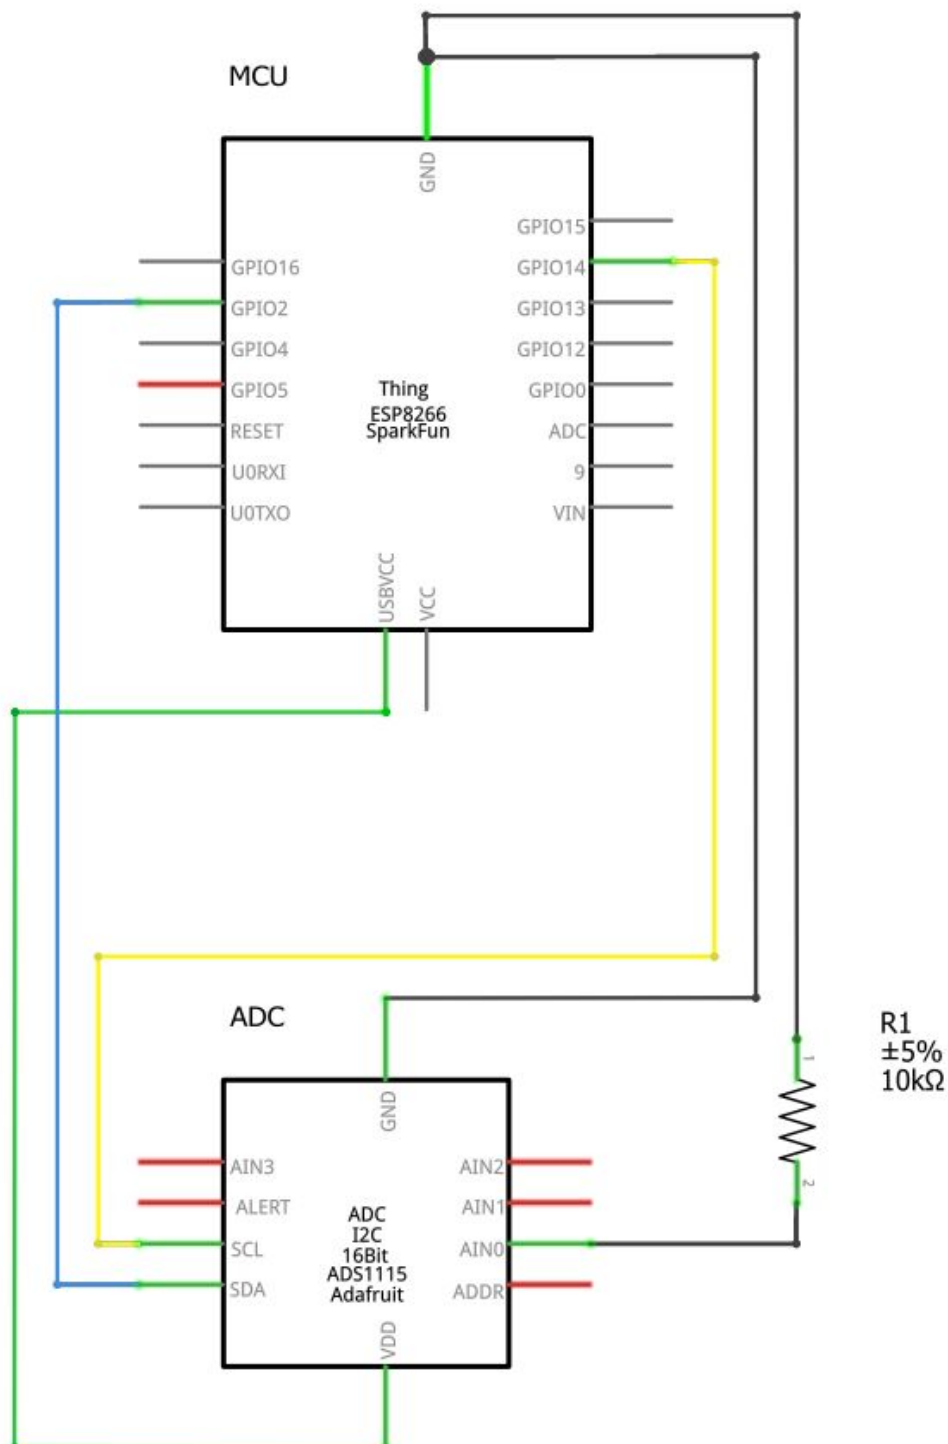 MCU
GND
GPIO15
GPIO16
GPIO14
GPIO2
GPIO13
GPIO4
GPIO12
GPIO5
GPIO0
Thing
ESP8266
SparkFun
RESET
ADC
U0RXI
9
U0TXO
VIN
USBVCC
VCC
ADC
R1
±5%
10kΩ
1
2
GND
AIN3
AIN2
ALERT
AIN1
SCL
AIN0
SDA
ADDR
ADC
I2C
16Bit
ADS1115
Adafruit
VDD